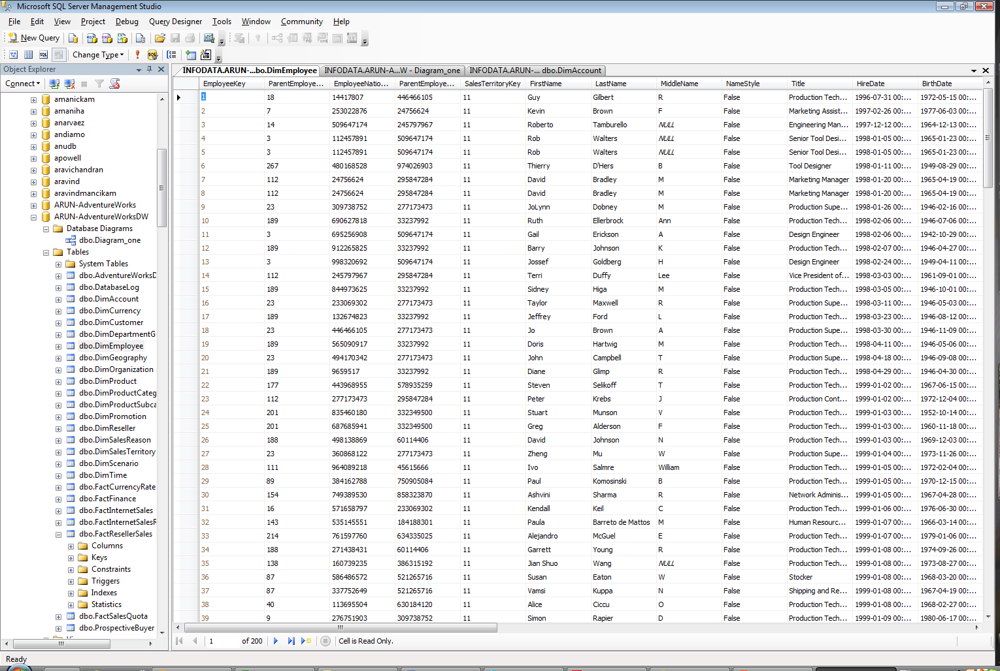 Microsoft SQL Server Management Studio
File Edit View Project Debug Query Designer Tools Window Community Help
New Query
Change Type
Object Explorer
Connect
amanickam
amaniha
anarvaez
andiamo
anudb
apowell
aravichandran
aravind
aravindmancikam
ARUN-AdventureWorks
ARUN-AdventureWorksDW
Database Diagrams
dbo.Diagram_one
Tables
System Tables
dbo.AdventureWorksD
dbo.DatabaseLog
dbo.DimAccount
dbo.DimCurrency
dbo.DimCustomer
dbo.DimDepartmentG
dbo.DimEmployee
dbo.DimGeography
dbo.DimOrganization
dbo.DimProduct
dbo.DimProductCateg
dbo.DimProductSubca
dbo.DimPromotion
dbo.DimReseller
dbo.DimSalesReason
dbo.DimSalesTerritory
dbo.DimScenario
dbo.DimTime
dbo.FactCurrencyRate
dbo.FactFinance
dbo.FactInternetSales
dbo.FactInternetSalesR
dbo.FactResellerSales
Columns
Keys
Constraints
Triggers
Indexes
Statistics
dbo.FactSalesQuota
dbo.ProspectiveBuyer
INFODATA.ARUN-...bo.DimEmployee INFODATA.ARUN-A...W - Diagram_one INFODATA.ARUN-... dbo.DimAccount
EmployeeKey ParentEmploye... EmployeeNatio... ParentEmploye... SalesTerritoryKey FirstName LastName MiddleName NameStyle Title HireDate BirthDate
1 18 14417807 446466105 11 Guy Gilbert R False Production Tech... 1996-07-31 00:... 1972-05-15 00:...
2 7 253022876 24756624 11 Kevin Brown F False Marketing Assist... 1997-02-26 00:... 1977-06-03 00:...
3 14 509647174 245797967 11 Roberto Tamburello NULL False Engineering Man... 1997-12-12 00:... 1964-12-13 00:...
4 3 112457891 509647174 11 Rob Walters NULL False Senior Tool Desi... 1998-01-05 00:... 1965-01-23 00:...
5 3 112457891 509647174 11 Rob Walters NULL False Senior Tool Desi... 1998-01-05 00:... 1965-01-23 00:...
6 267 480168528 974026903 11 Thierry D'Hers B False Tool Designer 1998-01-11 00:... 1949-08-29 00:...
7 112 24756624 295847284 11 David Bradley M False Marketing Manager 1998-01-20 00:... 1965-04-19 00:...
8 112 24756624 295847284 11 David Bradley M False Marketing Manager 1998-01-20 00:... 1965-04-19 00:...
9 23 309738752 277173473 11 JoLynn Dobney M False Production Supe... 1998-01-26 00:... 1946-02-16 00:...
10 189 690627818 33237992 11 Ruth Ellerbrock Ann False Production Tech... 1998-02-06 00:... 1946-07-06 00:...
11 3 695256908 509647174 11 Gail Erickson A False Design Engineer 1998-02-06 00:... 1942-10-29 00:...
12 189 912265825 33237992 11 Barry Johnson K False Production Tech... 1998-02-07 00:... 1946-04-27 00:...
13 3 998320692 509647174 11 Jossef Goldberg H False Design Engineer 1998-02-24 00:... 1949-04-11 00:...
14 112 245797967 295847284 11 Terri Duffy Lee False Vice President of... 1998-03-03 00:... 1961-09-01 00:...
15 189 844973625 33237992 11 Sidney Higa M False Production Tech... 1998-03-05 00:... 1946-10-01 00:...
16 23 233069302 277173473 11 Taylor Maxwell R False Production Supe... 1998-03-11 00:... 1946-05-03 00:...
17 189 132674823 33237992 11 Jeffrey Ford L False Production Tech... 1998-03-23 00:... 1946-08-12 00:...
18 23 446466105 277173473 11 Jo Brown A False Production Supe... 1998-03-30 00:... 1946-11-09 00:...
19 189 565090917 33237992 11 Doris Hartwig M False Production Tech... 1998-04-11 00:... 1946-05-06 00:...
20 23 494170342 277173473 11 John Campbell T False Production Supe... 1998-04-18 00:... 1946-09-08 00:...
21 189 9659517 33237992 11 Diane Glimp R False Production Tech... 1998-04-29 00:... 1946-04-30 00:...
22 177 443968955 578935259 11 Steven Selikoff T False Production Tech... 1999-01-02 00:... 1967-06-15 00:...
23 112 277173473 295847284 11 Peter Krebs J False Production Cont... 1999-01-02 00:... 1972-12-04 00:...
24 201 835460180 332349500 11 Stuart Munson V False Production Tech... 1999-01-03 00:... 1952-10-14 00:...
25 201 687685941 332349500 11 Greg Alderson F False Production Tech... 1999-01-03 00:... 1960-11-18 00:...
26 188 498138869 60114406 11 David Johnson N False Production Tech... 1999-01-03 00:... 1969-12-03 00:...
27 23 360868122 277173473 11 Zheng Mu W False Production Supe... 1999-01-04 00:... 1973-11-26 00:...
28 111 964089218 45615666 11 Ivo Salmre William False Production Tech... 1999-01-05 00:... 1972-02-04 00:...
29 89 384162788 750905084 11 Paul Komosinski B False Production Tech... 1999-01-05 00:... 1970-12-15 00:...
30 154 749389530 858323870 11 Ashvini Sharma R False Network Adminis... 1999-01-05 00:... 1967-04-28 00:...
31 16 571658797 233069302 11 Kendall Keil C False Production Tech... 1999-01-06 00:... 1976-06-30 00:...
32 143 535145551 184188301 11 Paula Barreto de Mattos M False Human Resourc... 1999-01-07 00:... 1966-03-14 00:...
33 214 761597760 634335025 11 Alejandro McGuel E False Production Tech... 1999-01-07 00:... 1979-01-06 00:...
34 188 271438431 60114406 11 Garrett Young R False Production Tech... 1999-01-08 00:... 1974-09-26 00:...
35 138 160739235 386315192 11 Jian Shuo Wang NULL False Production Tech... 1999-01-08 00:... 1973-08-27 00:...
36 87 586486572 521265716 11 Susan Eaton W False Stocker 1999-01-08 00:... 1968-03-20 00:...
37 87 337752649 521265716 11 Vamsi Kuppa N False Shipping and Re... 1999-01-08 00:... 1967-04-19 00:...
38 40 113695504 630184120 11 Alice Ciccu O False Production Tech... 1999-01-08 00:... 1968-02-27 00:...
39 9 276751903 309738752 11 Simon Rapier D False Production Tech... 1999-01-09 00:... 1980-06-17 00:...
1 of 200 Cell is Read Only.
Ready